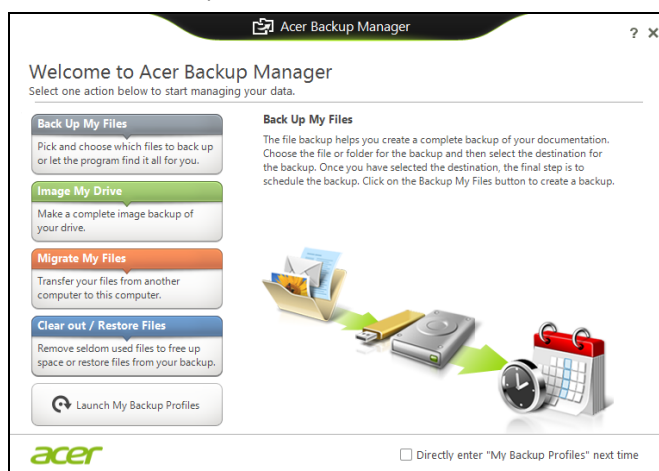 Acer Backup Manager
? X
Welcome to Acer Backup Manager
Select one action below to start managing your data.
Back Up My Files
Pick and choose which files to back up
or let the program find it all for you.
Image My Drive
Make a complete image backup of
your drive.
Migrate My Files
Transfer your files from another
computer to this computer.
Clear out / Restore Files
Remove seldom used files to free up
space or restore files from your backup.
Launch My Backup Profiles
Back Up My Files
The file backup helps you create a complete backup of your documentation.
Choose the file or folder for the backup and then select the destination for
the backup. Once you have selected the destination, the final step is to
schedule the backup. Click on the Backup My Files button to create a backup.
acer
Directly enter "My Backup Profiles" next time